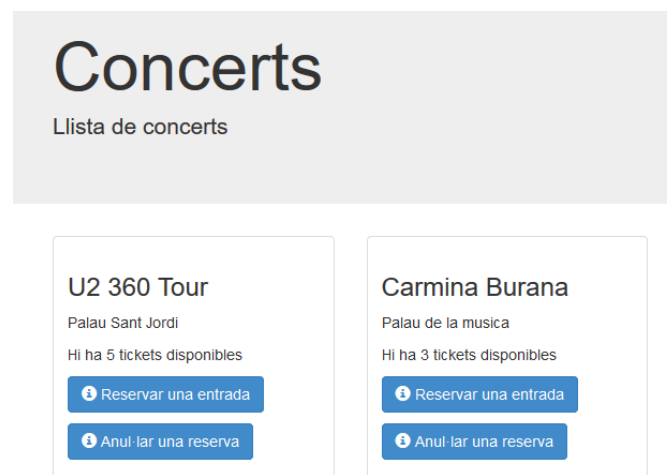 Concerts
Llista de concerts
U2 360 Tour
Palau Sant Jordi
Hi ha 5 tickets disponibles
Reservar una entrada
Anul·lar una reserva
Carmina Burana
Palau de la musica
Hi ha 3 tickets disponibles
Reservar una entrada
Anul·lar una reserva